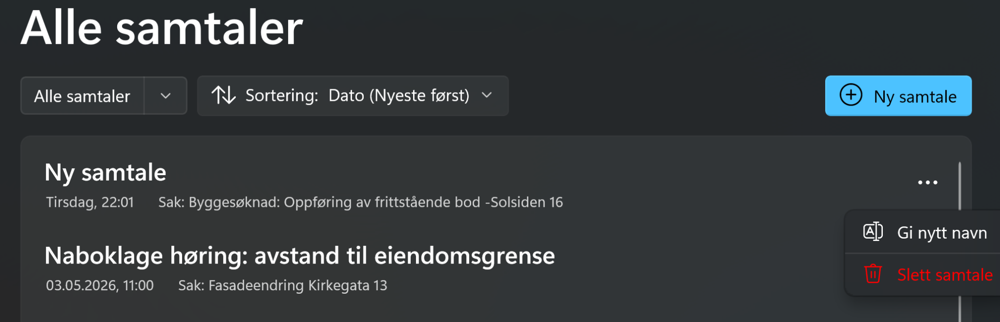 Alle samtaler
Alle samtaler
Sortering: Dato (Nyeste først)
Ny samtale
Ny samtale
Tirsdag, 22:01 Sak: Byggesøknad: Oppføring av frittstående bod -Solsiden 16
Gi nytt navn
Naboklage høring: avstand til eiendomsgrense
Slett samtale
03.05.2026, 11:00 Sak: Fasadeendring Kirkegata 13